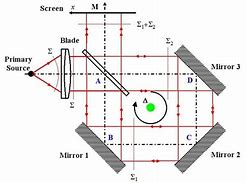 Screen x M
Σ₁+Σ₂
Blade
Σ
Σ
Σ₂
Primary
Source
A
D
Mirror 3
Δ
B
C
Mirror 1
Σ₁
Mirror 2